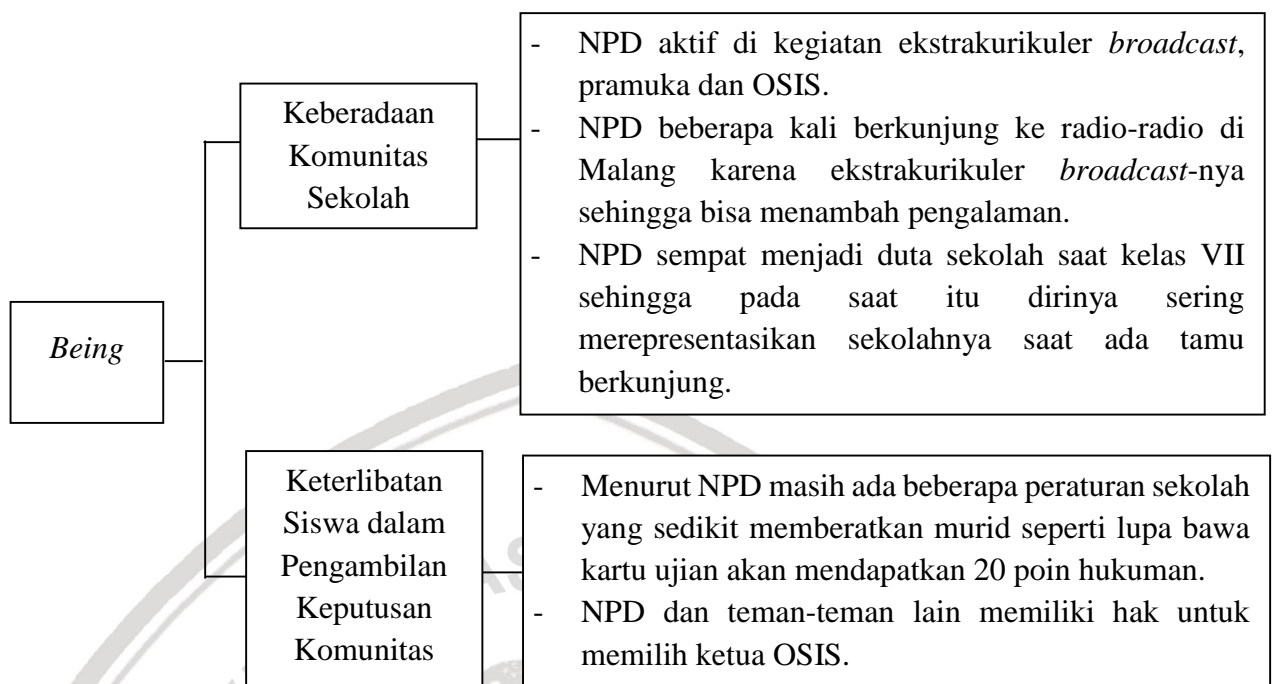 Being
Keberadaan
Komunitas
Sekolah
- NPD aktif di kegiatan ekstrakurikuler broadcast,
pramuka dan OSIS.
- NPD beberapa kali berkunjung ke radio-radio di
Malang karena ekstrakurikuler broadcast-nya
sehingga bisa menambah pengalaman.
- NPD sempat menjadi duta sekolah saat kelas VII
sehingga pada saat itu dirinya sering
merepresentasikan sekolahnya saat ada tamu
berkunjung.
Keterlibatan
Siswa dalam
Pengambilan
Keputusan
Komunitas
- Menurut NPD masih ada beberapa peraturan sekolah
yang sedikit memberatkan murid seperti lupa bawa
kartu ujian akan mendapatkan 20 poin hukuman.
- NPD dan teman-teman lain memiliki hak untuk
memilih ketua OSIS.